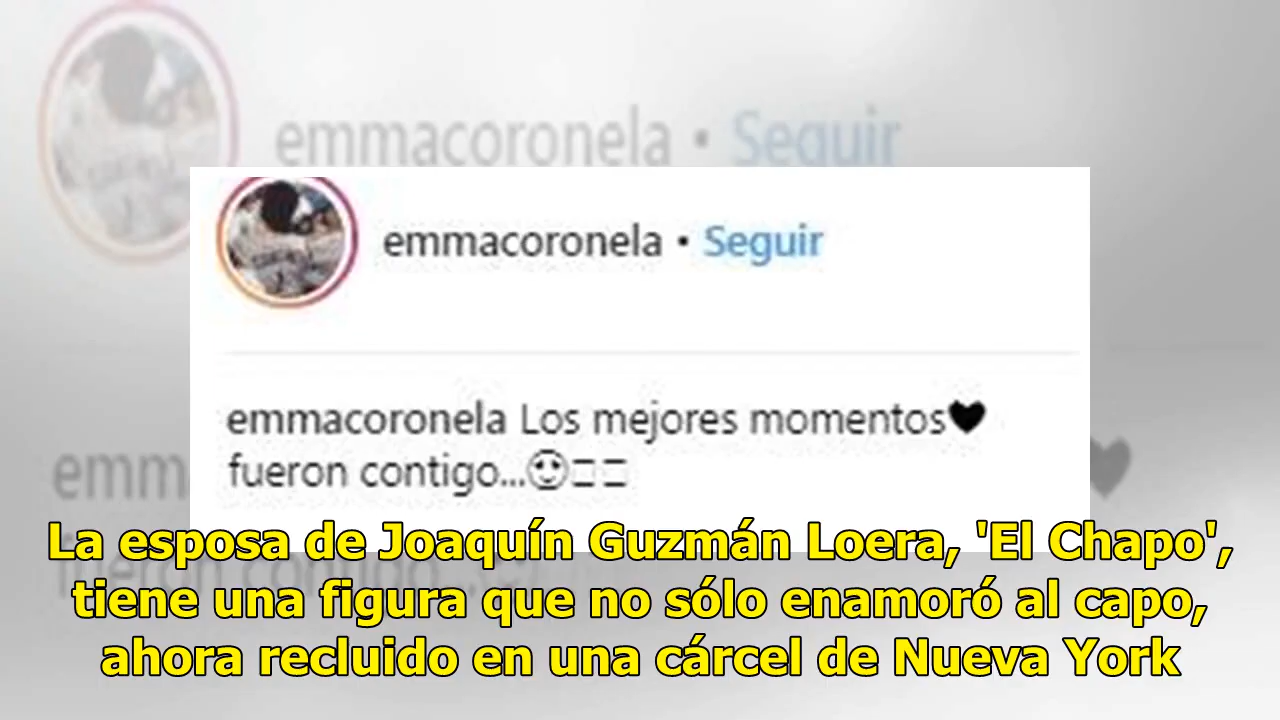 emmacoronela • Seguir
emmacoronela • Seguir
emmacoronela Los mejores momentos♥
fueron contigo...
La esposa de Joaquín Guzmán Loera, 'El Chapo',
tiene una figura que no sólo enamoró al capo,
ahora recluido en una cárcel de Nueva York